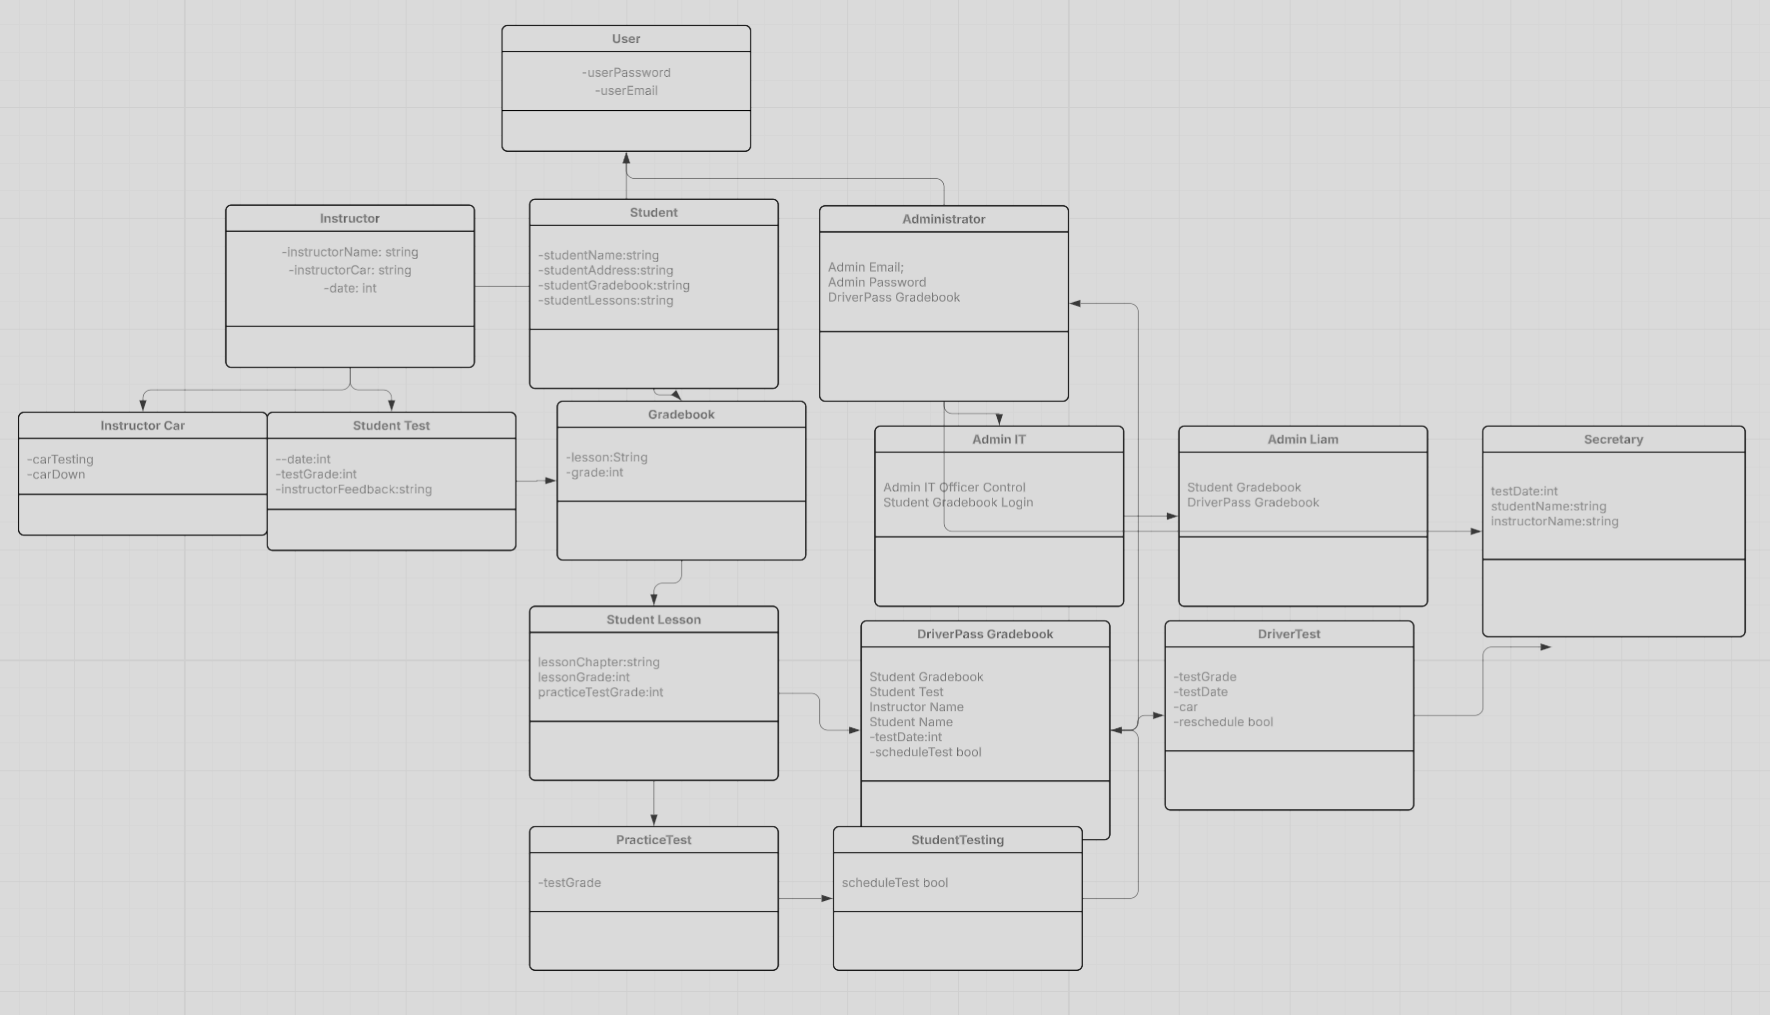 User
-userPassword
-userEmail
Instructor
-instructorName: string
-instructorCar: string
-date: int
Student
-studentName:string
-studentAddress:string
-studentGradebook:string
-studentLessons:string
Administrator
Admin Email;
Admin Password
DriverPass Gradebook
Instructor Car
-carTesting
-carDown
Student Test
--date:int
-testGrade:int
-instructorFeedback:string
Gradebook
-lesson:String
-grade:int
Admin IT
Admin IT Officer Control
Student Gradebook Login
Admin Liam
Student Gradebook
DriverPass Gradebook
Secretary
testDate:int
studentName:string
instructorName:string
Student Lesson
lessonChapter:string
lessonGrade:int
practiceTestGrade:int
DriverPass Gradebook
Student Gradebook
Student Test
Instructor Name
Student Name
-testDate:int
-scheduleTest bool
DriverTest
-testGrade
-testDate
-car
-reschedule bool
PracticeTest
-testGrade
StudentTesting
scheduleTest bool